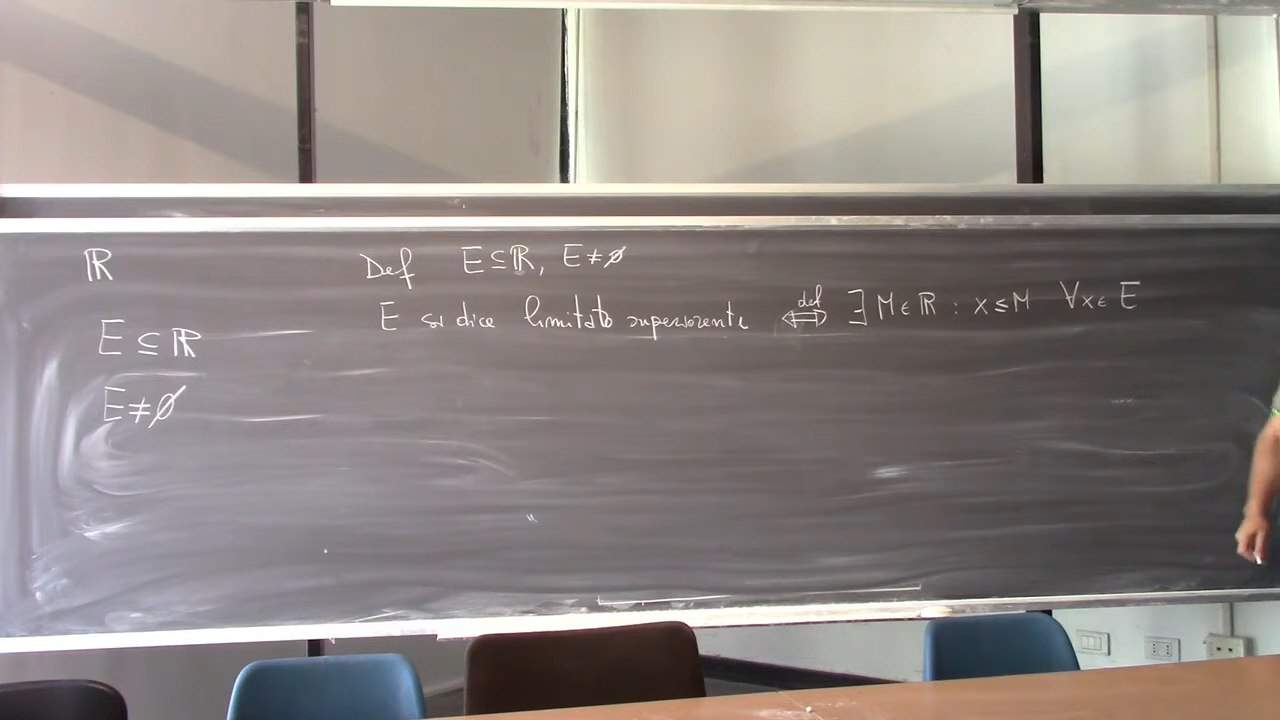 ℝ
E ⊆ ℝ
E ≠ ∅
Def E ⊆ ℝ, E ≠ ∅
E si dice limitato superiormente ⟺ def ∃ M ∈ ℝ : x ≤ M ∀x ∈ E